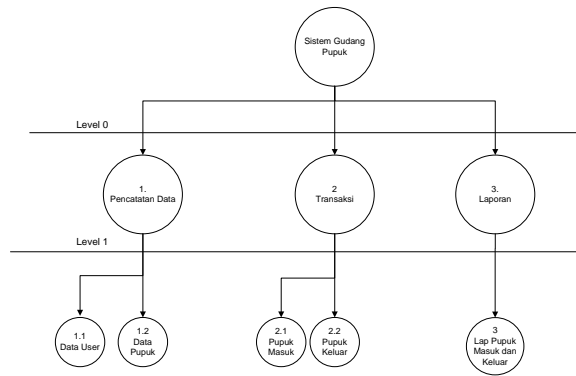 Sistem Gudang
Pupuk
Level 0
1.
Pencatatan Data
2
Transaksi
3.
Laporan
Level 1
1.1
Data User
1.2
Data
Pupuk
2.1
Pupuk
Masuk
2.2
Pupuk
Keluar
3
Lap Pupuk
Masuk dan
Keluar